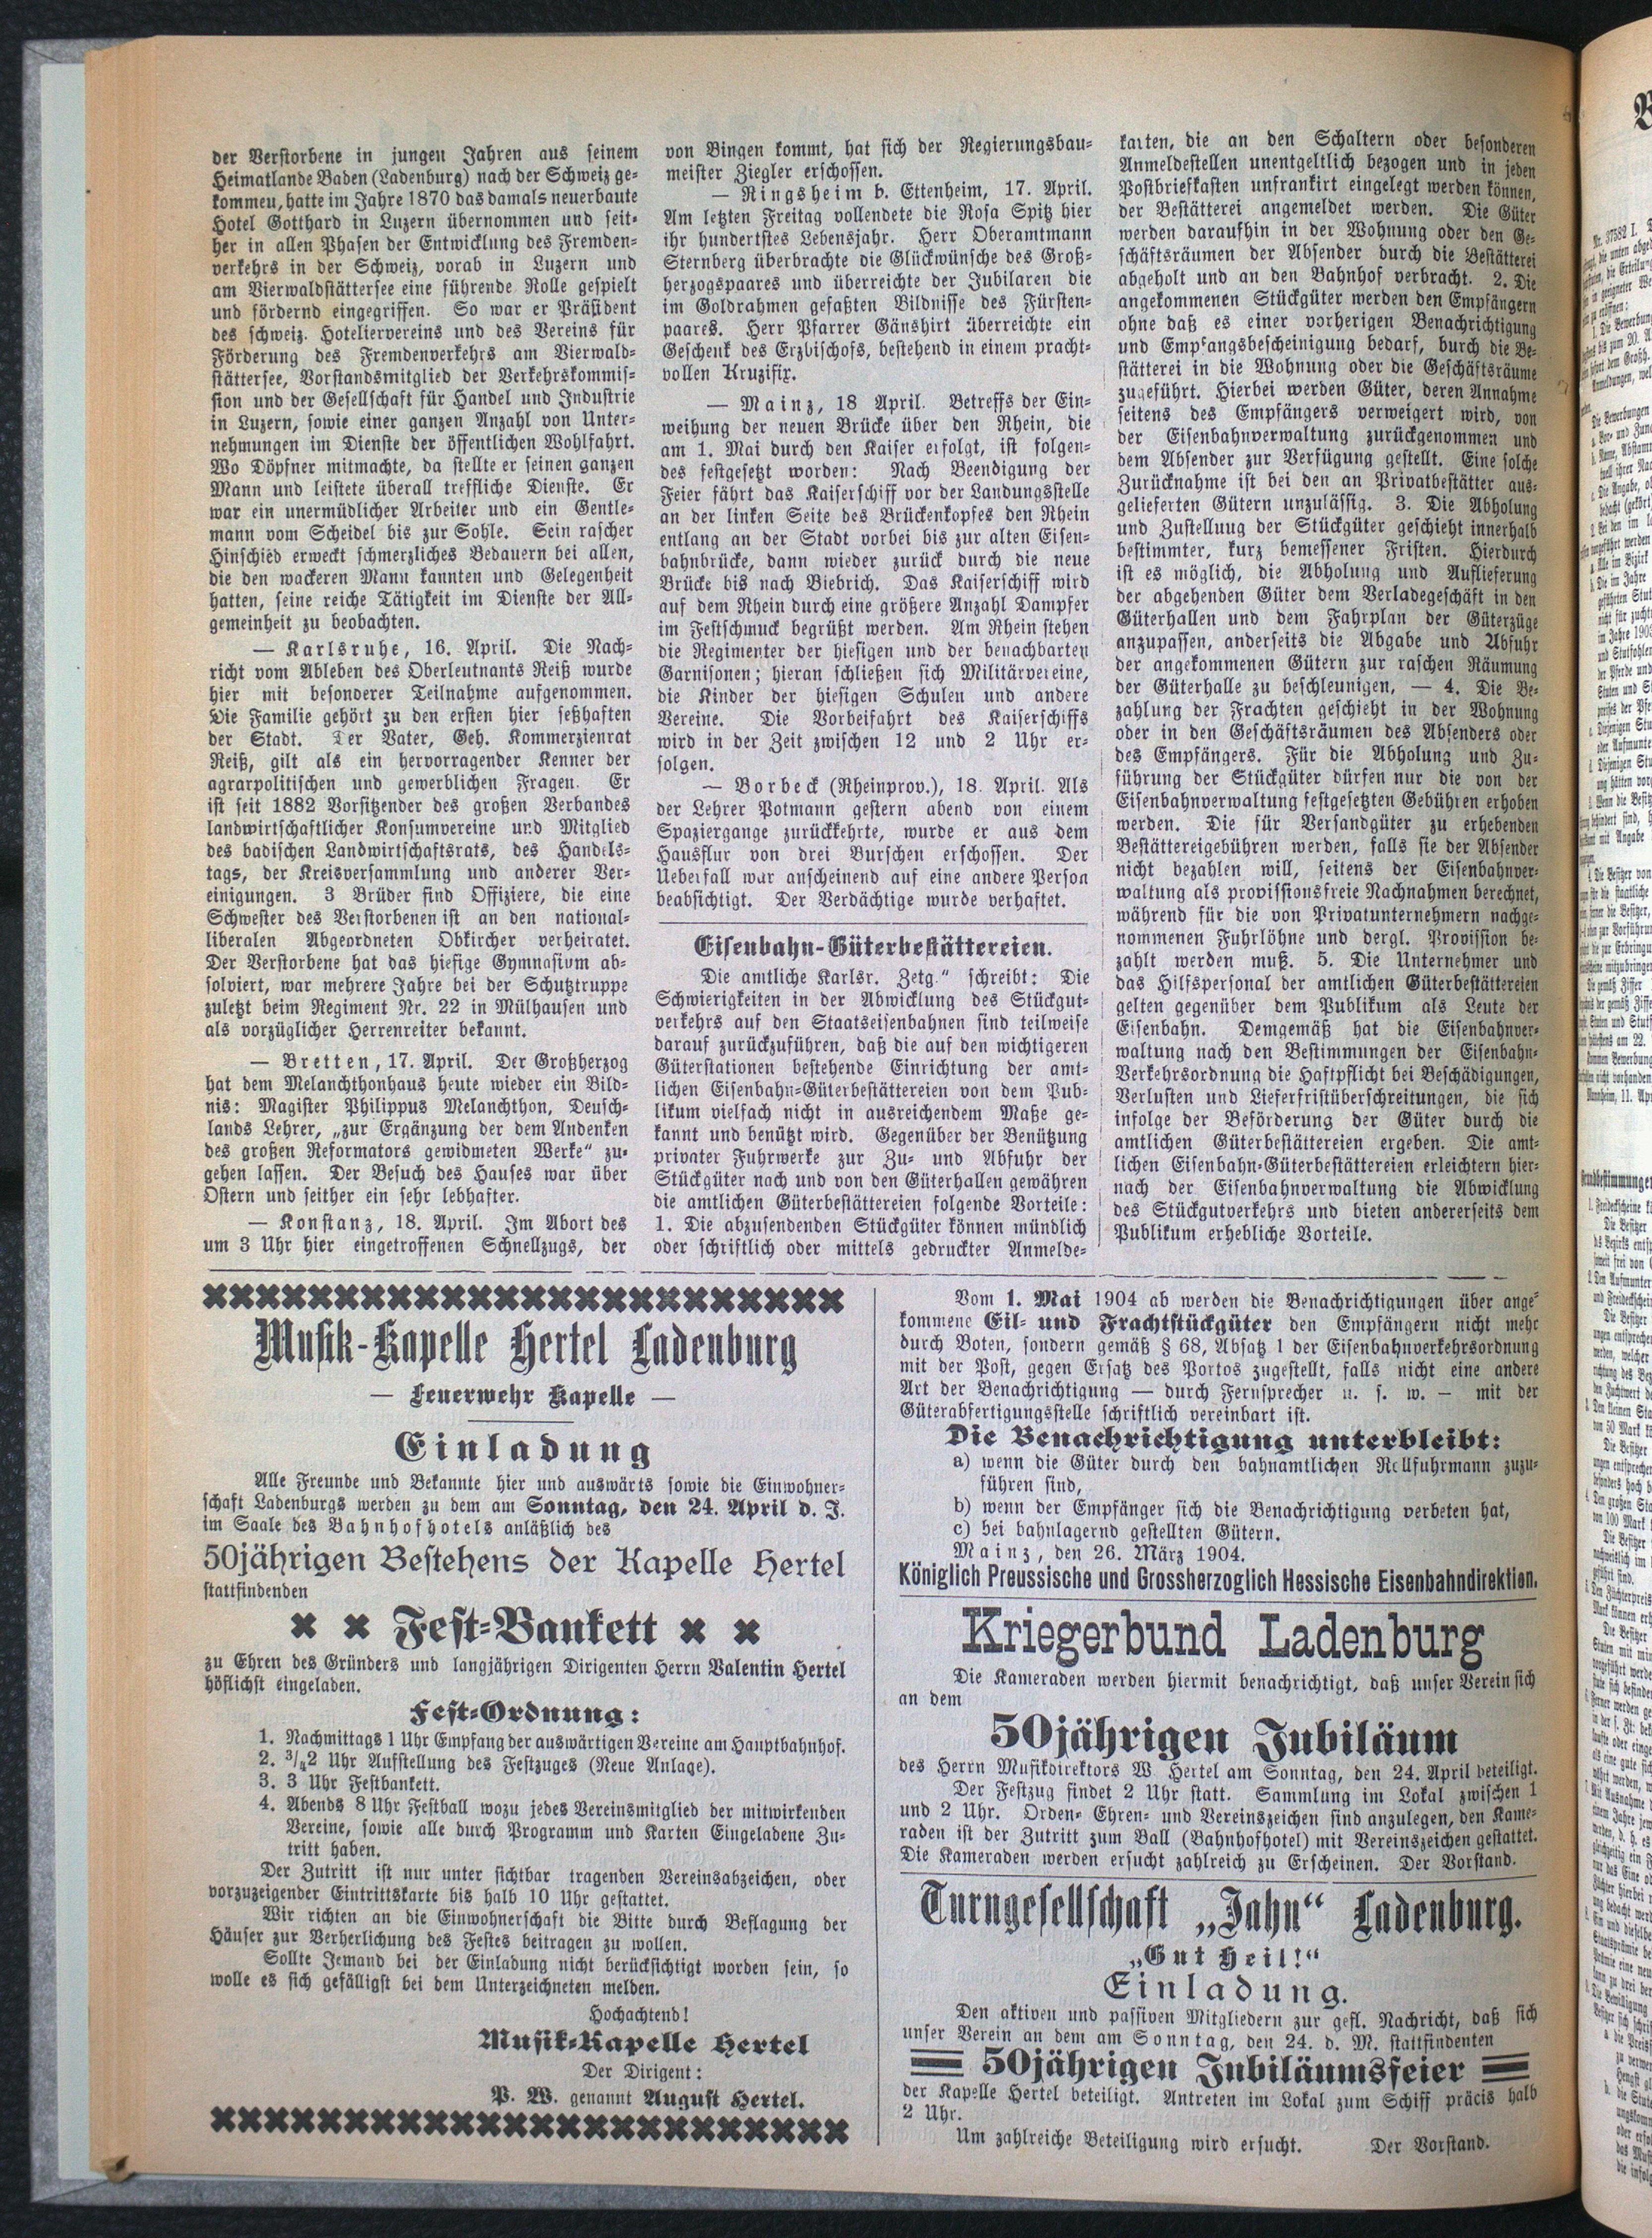 der Verstorbene in jungen Jahren aus seinem
Heimatlande Baden (Ladenburg) nach der Schweiz ge-
kommen, hatte im Jahre 1870 das damals neuerbaute
Hotel Gotthard in Luzern übernommen und seit-
her in allen Phasen der Entwicklung des Fremden-
verkehrs in der Schweiz, vorab in Luzern und
am Vierwaldstättersee eine führende Rolle gespielt
und fördernd eingegriffen. So war er Präsident
des schweiz. Hoteliervereins und des Vereins für
Förderung des Fremdenverkehrs am Vierwald-
stättersee, Vorstandsmitglied der Verkehrskommis-
sion und der Gesellschaft für Handel und Industrie
in Luzern, sowie einer ganzen Anzahl von Unter-
nehmungen im Dienste der öffentlichen Wohlfahrt.
Wo Döpfner mitmachte, da stellte er seinen ganzen
Mann und leistete überall treffliche Dienste. Er
war ein unermüdlicher Arbeiter und ein Gentle-
mann vom Scheidel bis zur Sohle. Sein rascher
Hinschied erweckt schmerzliches Bedauern bei allen,
die den wackeren Mann kannten und Gelegenheit
hatten, seine reiche Tätigkeit im Dienste der All-
gemeinheit zu beobachten.
— Karlsruhe, 16. April. Die Nach-
richt vom Ableben des Oberleutnants Reiß wurde
hier mit besonderer Teilnahme aufgenommen.
Die Familie gehört zu den ersten hier seßhaften
der Stadt. Der Vater, Geh. Kommerzienrat
Reiß, gilt als ein hervorragender Kenner der
agrarpolitischen und gewerblichen Fragen. Er
ist seit 1882 Vorsitzender des großen Verbandes
landwirtschaftlicher Konsumvereine und Mitglied
des badischen Landwirtschaftsrats, des Handels-
tags, der Kreisversammlung und anderer Ver-
einigungen. 3 Brüder sind Offiziere, die eine
Schwester des Verstorbenen ist an den national-
liberalen Abgeordneten Obkircher verheiratet.
Der Verstorbene hat das hiesige Gymnasium ab-
solviert, war mehrere Jahre bei der Schutztruppe
zuletzt beim Regiment Nr. 22 in Mülhausen und
als vorzüglicher Herrenreiter bekannt.
— Bretten, 17. April. Der Großherzog
hat dem Melanchthonhaus heute wieder ein Bild-
nis: Magister Philippus Melanchthon, Deusch-
lands Lehrer, „zur Ergänzung der dem Andenken
des großen Reformators gewidmeten Werke“ zu-
gehen lassen. Der Besuch des Hauses war über
Ostern und seither ein sehr lebhafter.
— Konstanz, 18. April. Im Abort des
um 3 Uhr hier eingetroffenen Schnellzugs, der
von Bingen kommt, hat sich der Regierungsbau-
meister Ziegler erschossen.
— Ringsheim b. Ettenheim, 17. April.
Am letzten Freitag vollendete die Rosa Spitz hier
ihr hundertstes Lebensjahr. Herr Oberamtmann
Sternberg überbrachte die Glückwünsche des Groß-
herzogspaares und überreichte der Jubilaren die
im Goldrahmen gefaßten Bildnisse des Fürsten-
paares. Herr Pfarrer Gänshirt überreichte ein
Geschenk des Erzbischofs, bestehend in einem pracht-
vollen Kruzifix.
— Mainz, 18 April. Betreffs der Ein-
weihung der neuen Brücke über den Rhein, die
am 1. Mai durch den Kaiser erfolgt, ist folgen-
des festgesetzt worden: Nach Beendigung der
Feier fährt das Kaiserschiff vor der Landungsstelle
an der linken Seite des Brückenkopfes den Rhein
entlang an der Stadt vorbei bis zur alten Eisen-
bahnbrücke, dann wieder zurück durch die neue
Brücke bis nach Biebrich. Das Kaiserschiff wird
auf dem Rhein durch eine größere Anzahl Dampfer
im Festschmuck begrüßt werden. Am Rhein stehen
die Regimenter der hiesigen und der benachbarten
Garnisonen; hieran schließen sich Militärvereine,
die Kinder der hiesigen Schulen und andere
Vereine. Die Vorbeifahrt des Kaiserschiffs
wird in der Zeit zwischen 12 und 2 Uhr er-
folgen.
— Borbeck (Rheinprov.), 18. April. Als
der Lehrer Potmann gestern abend von einem
Spaziergange zurückkehrte, wurde er aus dem
Hausflur von drei Burschen erschossen. Der
Ueberfall war anscheinend auf eine andere Person
beabsichtigt. Der Verdächtige wurde verhaftet.
Eisenbahn-Güterbestättereien.
Die amtliche Karlsr. Zetg.“ schreibt: Die
Schwierigkeiten in der Abwicklung des Stückgut-
verkehrs auf den Staatseisenbahnen sind teilweise
darauf zurückzuführen, daß die auf den wichtigeren
Güterstationen bestehende Einrichtung der amt-
lichen Eisenbahn-Güterbestättereien von dem Pub-
likum vielfach nicht in ausreichendem Maße ge-
kannt und benützt wird. Gegenüber der Benützung
privater Fuhrwerke zur Zu- und Abfuhr der
Stückgüter nach und von den Güterhallen gewähren
die amtlichen Güterbestättereien folgende Vorteile:
1. Die abzusendenden Stückgüter können mündlich
oder schriftlich oder mittels gedruckter Anmelde-
karten, die an den Schaltern oder besonderen
Anmeldestellen unentgeltlich bezogen und in jeden
Postbriefkasten unfrankirt eingelegt werden können,
der Bestätterei angemeldet werden. Die Güter
werden daraufhin in der Wohnung oder den Ge-
schäftsräumen der Absender durch die Bestätterei
abgeholt und an den Bahnhof verbracht. 2. Die
angekommenen Stückgüter werden den Empfängern
ohne daß es einer vorherigen Benachrichtigung
und Empfangsbescheinigung bedarf, burch die Be-
stätterei in die Wohnung oder die Geschäftsräume
zugeführt. Hierbei werden Güter, deren Annahme
seitens des Empfängers verweigert wird, von
der Eisenbahnverwaltung zurückgenommen und
dem Absender zur Verfügung gestellt. Eine solche
Zurücknahme ist bei den an Privatbestätter aus-
gelieferten Gütern unzulässig. 3. Die Abholung
und Zustellung der Stückgüter geschieht innerhalb
bestimmter, kurz bemessener Fristen. Hierdurch
ist es möglich, die Abholung und Auflieferung
der abgehenden Güter dem Verladegeschäft in den
Güterhallen und dem Fahrplan der Güterzüge
anzupassen, anderseits die Abgabe und Abfuhr
der angekommenen Gütern zur raschen Räumung
der Güterhalle zu beschleunigen, — 4. Die Be-
zahlung der Frachten geschieht in der Wohnung
oder in den Geschäftsräumen des Absenders oder
des Empfängers. Für die Abholung und Zu-
führung der Stückgüter dürfen nur die von der
Eisenbahnverwaltung festgesetzten Gebühren erhoben
werden. Die für Versandgüter zu erhebenden
Bestättereigebühren werden, falls sie der Absender
nicht bezahlen will, seitens der Eisenbahnver-
waltung als provisionsfreie Nachnahmen berechnet,
während für die von Privatunternehmern nachge-
nommenen Fuhrlöhne und dergl. Provision be-
zahlt werden muß. 5. Die Unternehmer und
das Hilfspersonal der amtlichen Güterbestättereien
gelten gegenüber dem Publikum als Leute der
Eisenbahn. Demgemäß hat die Eisenbahnver-
waltung nach den Bestimmungen der Eisenbahn-
Verkehrsordnung die Haftpflicht bei Beschädigungen,
Verlusten und Lieferfristüberschreitungen, die sich
infolge der Beförderung der Güter durch die
amtlichen Güterbestättereien ergeben. Die amt-
lichen Eisenbahn-Güterbestättereien erleichtern hier-
nach der Eisenbahnverwaltung die Abwicklung
des Stückgutverkehrs und bieten andererseits dem
Publikum erhebliche Vorteile.
Musik-Kapelle Hertel Ladenburg
— Feuerwehr Kapelle —
Einladung
Alle Freunde und Bekannte hier und auswärts sowie die Einwohner-
schaft Ladenburgs werden zu dem am Sonntag, den 24. April d. J.
im Saale des Bahnhofhotels anläßlich des
50jährigen Bestehens der Kapelle Hertel
stattfindenden
Fest-Bankett
zu Ehren des Gründers und langjährigen Dirigenten Herrn Valentin Hertel
höflichst eingeladen.
Fest-Ordnung:
1. Nachmittags 1 Uhr Empfang der auswärtigen Vereine am Hauptbahnhof.
2. 3/42 Uhr Aufstellung des Festzuges (Neue Anlage).
3. 3 Uhr Festbankett.
4. Abends 8 Uhr Festball wozu jedes Vereinsmitglied der mitwirkenden
Vereine, sowie alle durch Programm und Karten Eingeladene Zu-
tritt haben.
Der Zutritt ist nur unter sichtbar tragenden Vereinsabzeichen, oder
vorzuzeigender Eintrittskarte bis halb 10 Uhr gestattet.
Wir richten an die Einwohnerschaft die Bitte durch Beflagung der
Häuser zur Verherlichung des Festes beitragen zu wollen.
Sollte Jemand bei der Einladung nicht berücksichtigt worden sein, so
wolle es sich gefälligst bei dem Unterzeichneten melden.
Hochachtend!
Musik-Kapelle Hertel
Der Dirigent:
P. W. genannt August Hertel.
Vom 1. Mai 1904 ab werden die Benachrichtigungen über ange-
kommene Eil- und Frachtstückgüter den Empfängern nicht mehr
durch Boten, sondern gemäß § 68, Absatz 1 der Eisenbahnverkehrsordnung
mit der Post, gegen Ersatz des Portos zugestellt, falls nicht eine andere
Art der Benachrichtigung — durch Fernsprecher u. s. w. — mit der
Güterabfertigungsstelle schriftlich vereinbart ist.
Die Benachrichtigung unterbleibt:
a) wenn die Güter durch den bahnamtlichen Rollfuhrmann zuzu-
führen sind,
b) wenn der Empfänger sich die Benachrichtigung verbeten hat,
c) bei bahnlagernd gestellten Gütern.
Mainz, den 26. März 1904.
Königlich Preussische und Grossherzoglich Hessische Eisenbahndirektion.
Kriegerbund Ladenburg
Die Kameraden werden hiermit benachrichtigt, daß unser Verein sich
an dem
50jährigen Jubiläum
des Herrn Musikdirektors W. Hertel am Sonntag, den 24. April beteiligt.
Der Festzug findet 2 Uhr statt. Sammlung im Lokal zwischen 1
und 2 Uhr. Orden- Ehren- und Vereinszeichen sind anzulegen, den Kame-
raden ist der Zutritt zum Ball (Bahnhofhotel) mit Vereinszeichen gestattet.
Die Kameraden werden ersucht zahlreich zu Erscheinen. Der Vorstand.
Turngesellschaft „Jahn“ Ladenburg.
„Gut Heil!“
Einladung.
Den aktiven und passiven Mitgliedern zur gefl. Nachricht, daß sich
unser Verein an dem am Sonntag, den 24. d. M. stattfindenten
50jährigen Jubiläumsfeier
der Kapelle Hertel beteiligt. Antreten im Lokal zum Schiff präcis halb
2 Uhr.
Um zahlreiche Beteiligung wird ersucht. Der Vorstand.